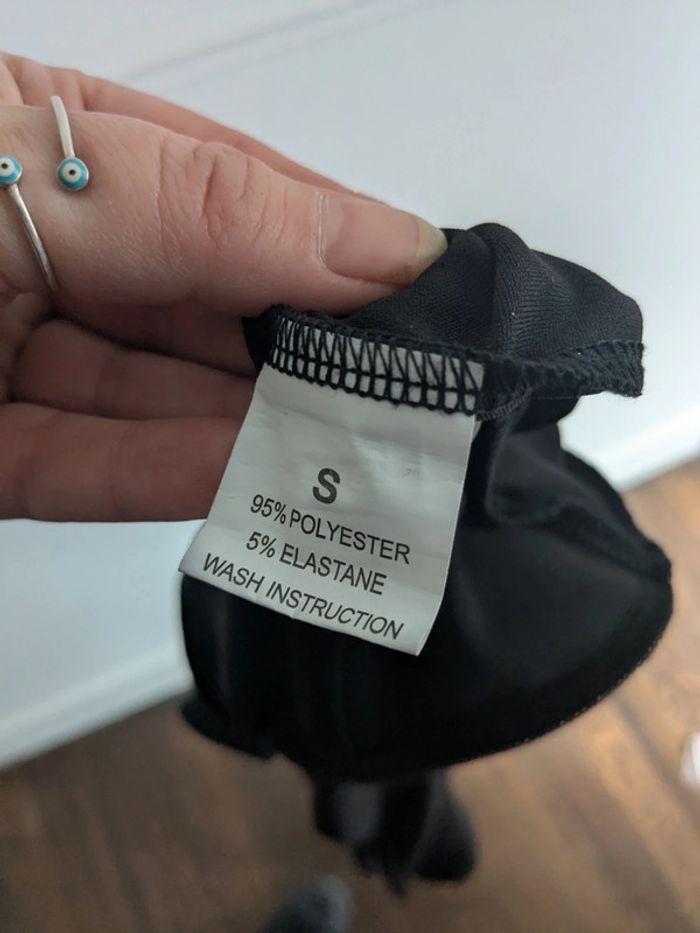 S
95% POLYESTER
5% ELASTANE
WASH INSTRUCTION